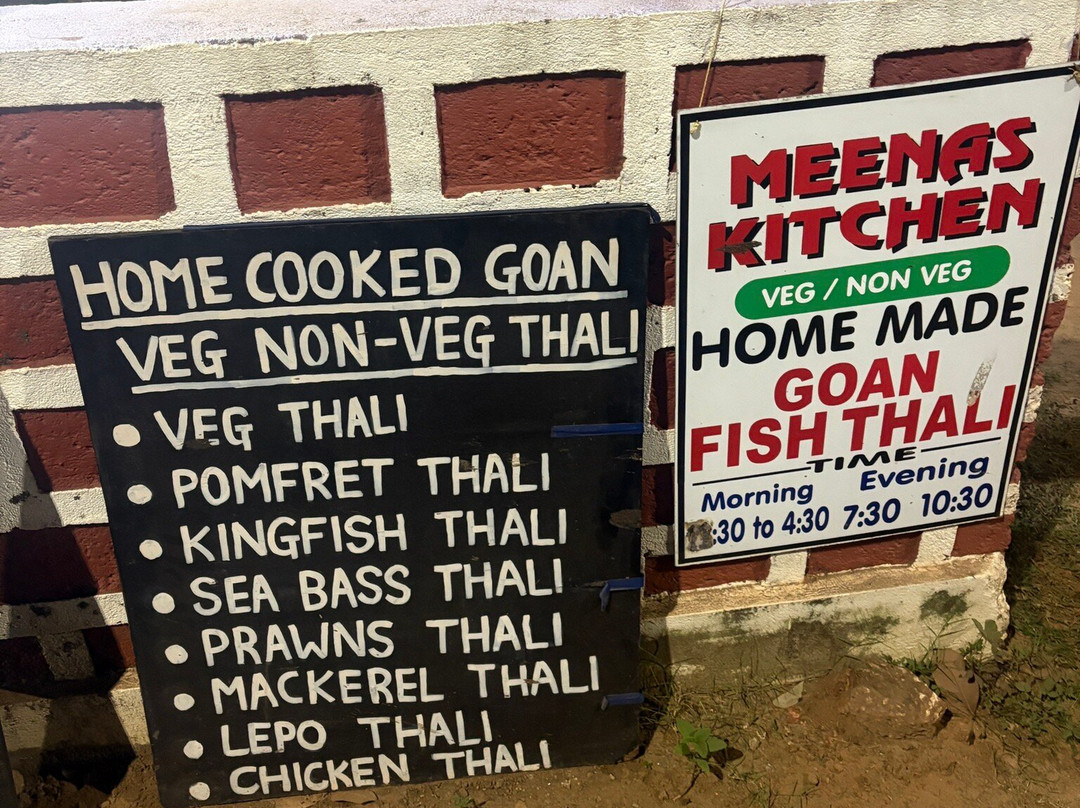 HOME COOKED GOAN
VEG NON-VEG THALI
VEG THALI
POMFRET THALI
KINGFISH THALI
SEA BASS THALI
PRAWNS THALI
MACKEREL THALI
LEPO THALI
CHICKEN THALI
MEENAS
KITCHEN
VEG / NON VEG
HOME MADE
GOAN
FISH THALI
TIME
Morning Evening
:30 to 4:30 7:30 10:30